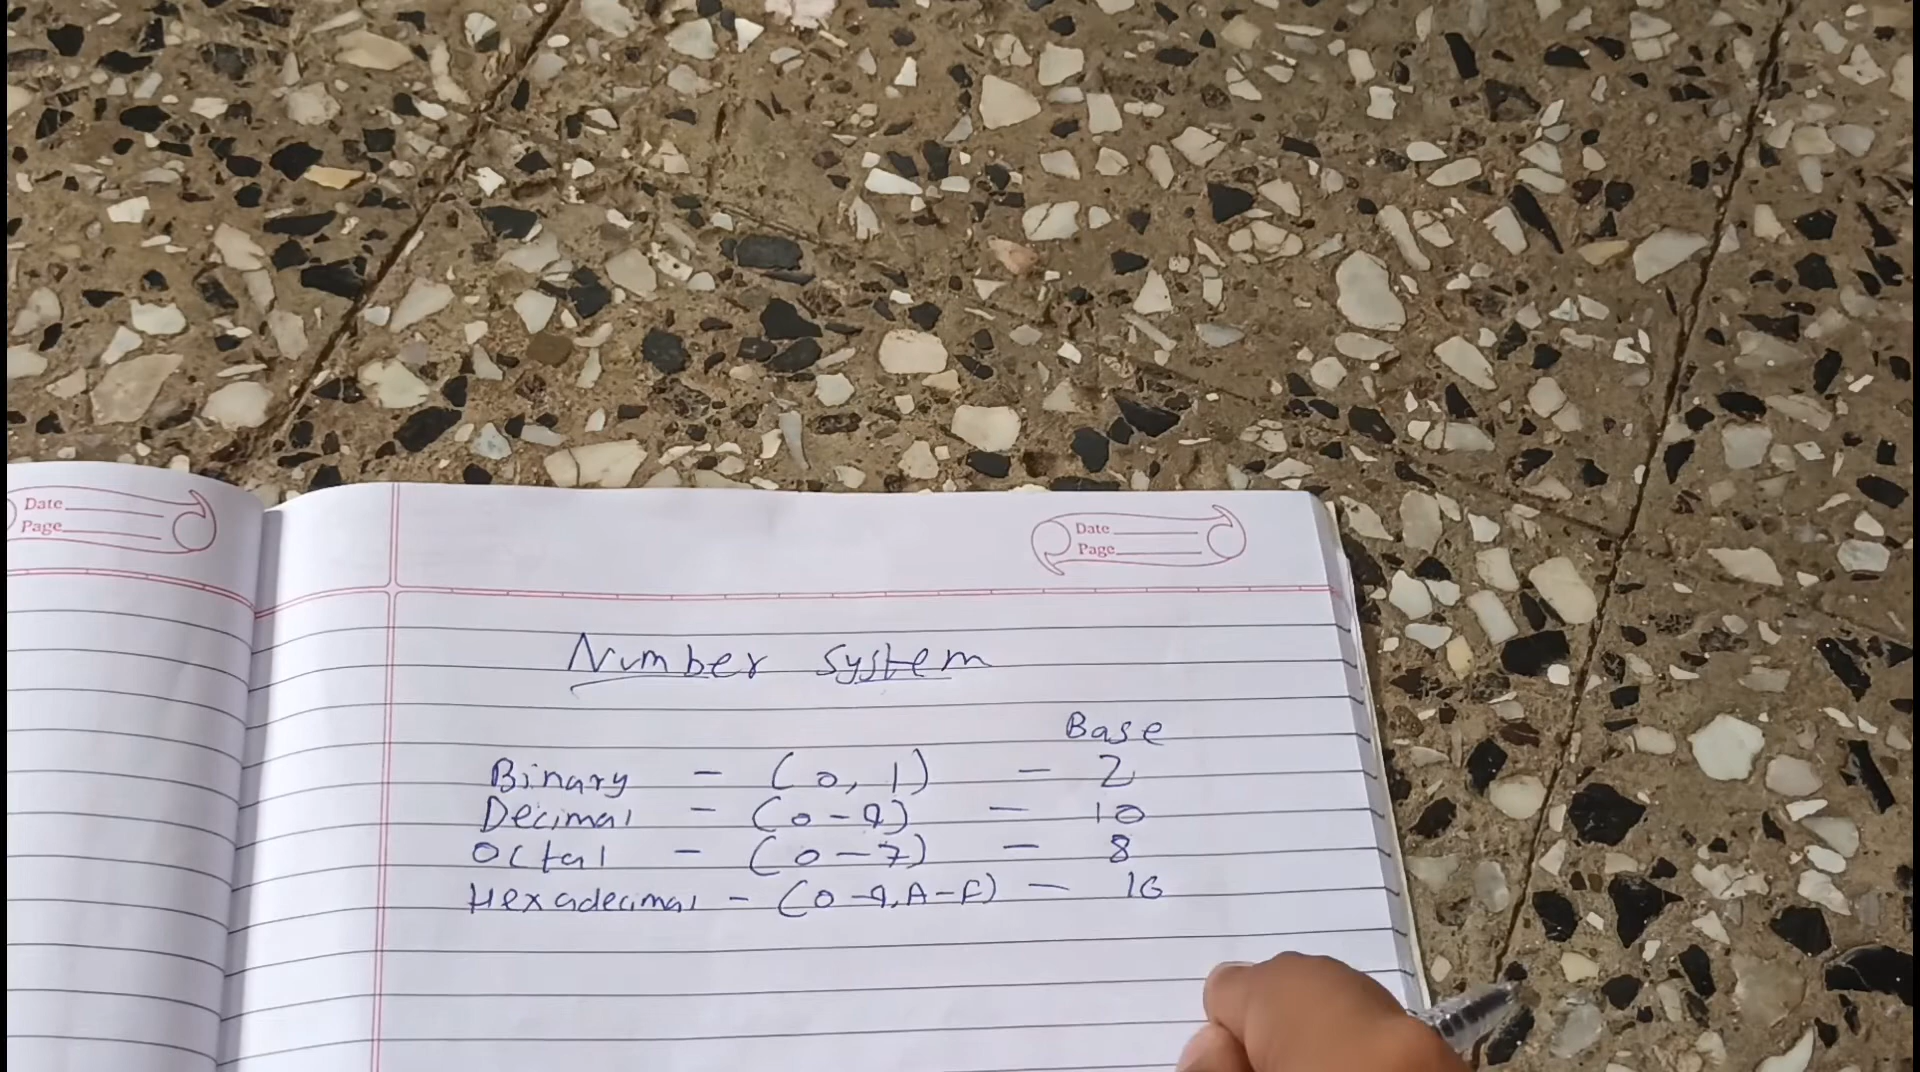 Date
Page
Date
Page
Number System
Base
Binary - (0, 1) - 2
Decimal - (0-9) - 10
Octal - (0-7) - 8
Hexadecimal - (0-9, A-F) - 16